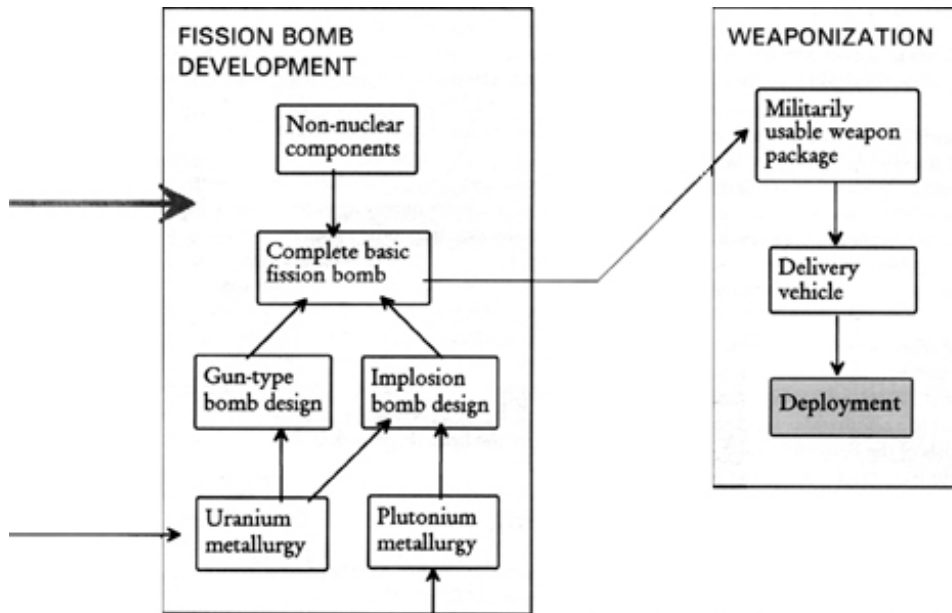 FISSION BOMB
DEVELOPMENT
Non-nuclear
components
Complete basic
fission bomb
Gun-type
bomb design
Implosion
bomb design
Uranium
metallurgy
Plutonium
metallurgy
WEAPONIZATION
Militarily
usable weapon
package
Delivery
vehicle
Deployment